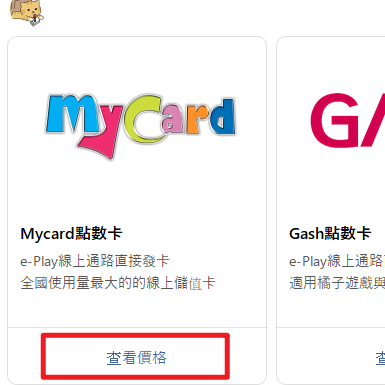 MyCard
GA
Mycard點數卡
e-Play線上通路直接發卡
全國使用量最大的的線上儲值卡
查看價格
Gash點數卡
e-Play線上通路
適用橘子遊戲與
查